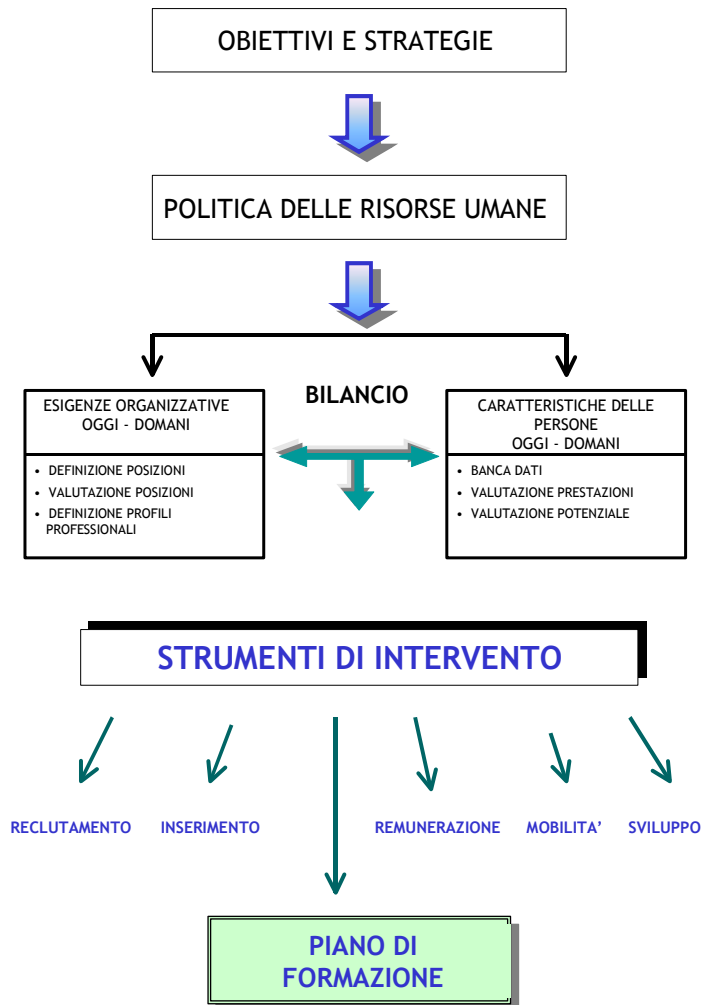 OBIETTIVI E STRATEGIE
POLITICA DELLE RISORSE UMANE
ESIGENZE ORGANIZZATIVE
OGGI - DOMANI
• DEFINIZIONE POSIZIONI
• VALUTAZIONE POSIZIONI
• DEFINIZIONE PROFILI
PROFESSIONALI
BILANCIO
CARATTERISTICHE DELLE
PERSONE
OGGI - DOMANI
• BANCA DATI
• VALUTAZIONE PRESTAZIONI
• VALUTAZIONE POTENZIALE
STRUMENTI DI INTERVENTO
RECLUTAMENTO
INSERIMENTO
REMUNERAZIONE
MOBILITA’
SVILUPPO
PIANO DI
FORMAZIONE